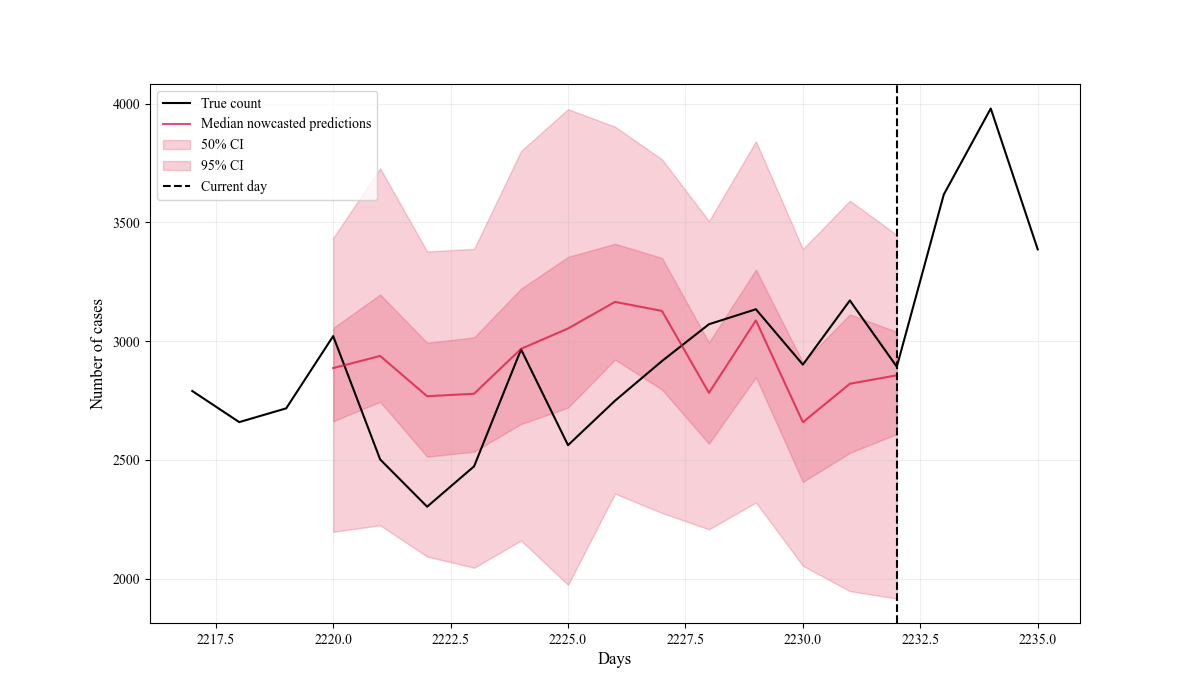 True count
Median nowcasted predictions
50% CI
95% CI
Current day
4000
3500
3000
2500
2000
Number of cases
2217.5 2220.0 2222.5 2225.0 2227.5 2230.0 2232.5 2235.0
Days